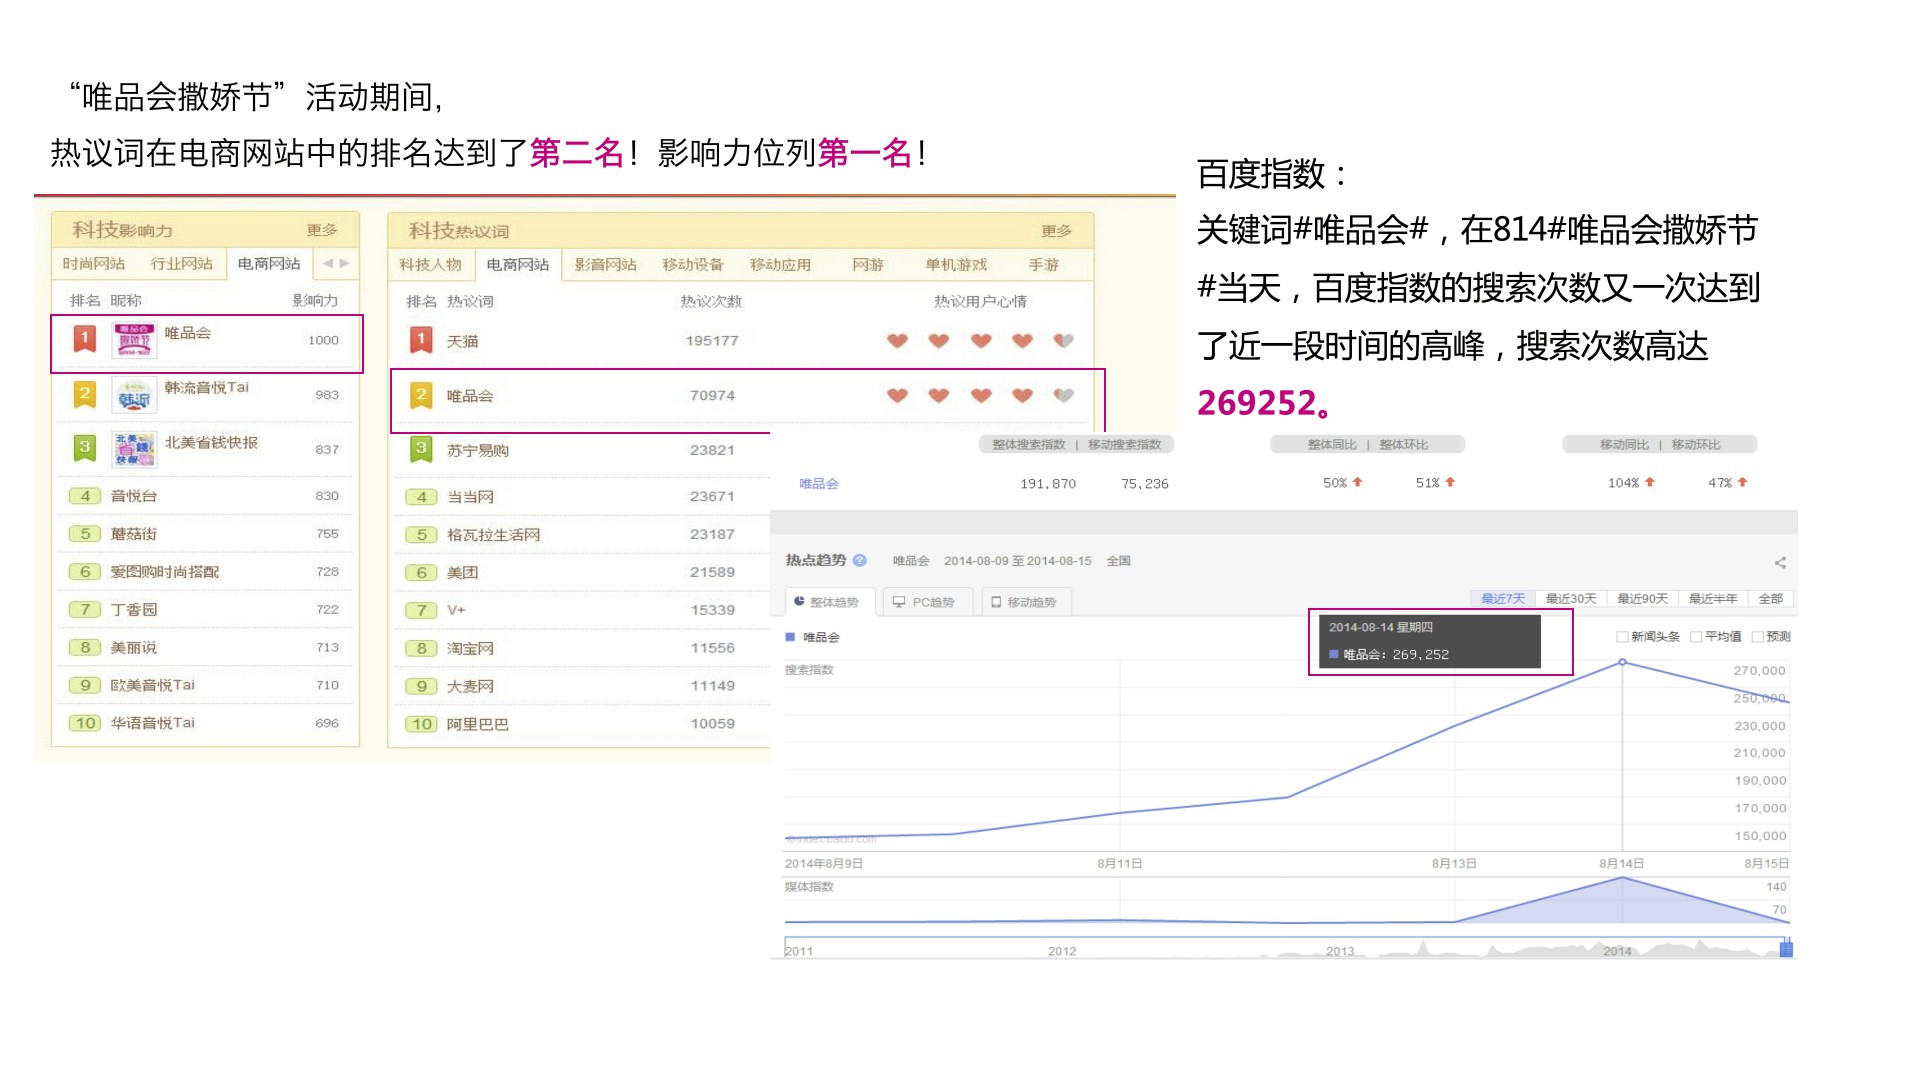 “唯品会撒娇节”活动期间，
热议词在电商网站中的排名达到了第二名！影响力位列第一名！
百度指数：
关键词#唯品会#，在814#唯品会撒娇节
#当天，百度指数的搜索次数又一次达到
了近一段时间的高峰，搜索次数高达
269252。
科技影响力 更多
时尚网站 行业网站 电商网站
排名 昵称 影响力
1 唯品会 1000
2 韩流音悦Tai 983
3 北美省钱快报 837
4 音悦台 830
5 蘑菇街 755
6 爱图购时尚搭配 728
7 丁香园 722
8 美丽说 713
9 欧美音悦Tai 710
10 华语音悦Tai 696
科技热议词 更多
科技人物 电商网站 影音网站 移动设备 移动应用 网游 单机游戏 手游
排名 热议词 热议次数 热议用户心情
1 天猫 195177
2 唯品会 70974
3 苏宁易购 23821
4 当当网 23671
5 格瓦拉生活网 23187
6 美团 21589
7 V+ 15339
8 淘宝网 11556
9 大麦网 11149
10 阿里巴巴 10059
整体搜索指数 | 移动搜索指数 整体同比 | 整体环比 移动同比 | 移动环比
唯品会 191,870 75,236 50% 51% 104% 47%
热点趋势 ? 唯品会 2014-08-09 至 2014-08-15 全国
整体趋势 PC趋势 移动趋势 最近7天 最近30天 最近90天 最近半年 全部
2014-08-14 星期四
唯品会：269,252
唯品会 新闻头条 平均值 预测
搜索指数
270,000
250,000
230,000
210,000
190,000
170,000
150,000
©index.baidu.com
2014年8月9日 8月11日 8月13日 8月14日 8月15日
媒体指数
140
70
2011 2012 2013 2014